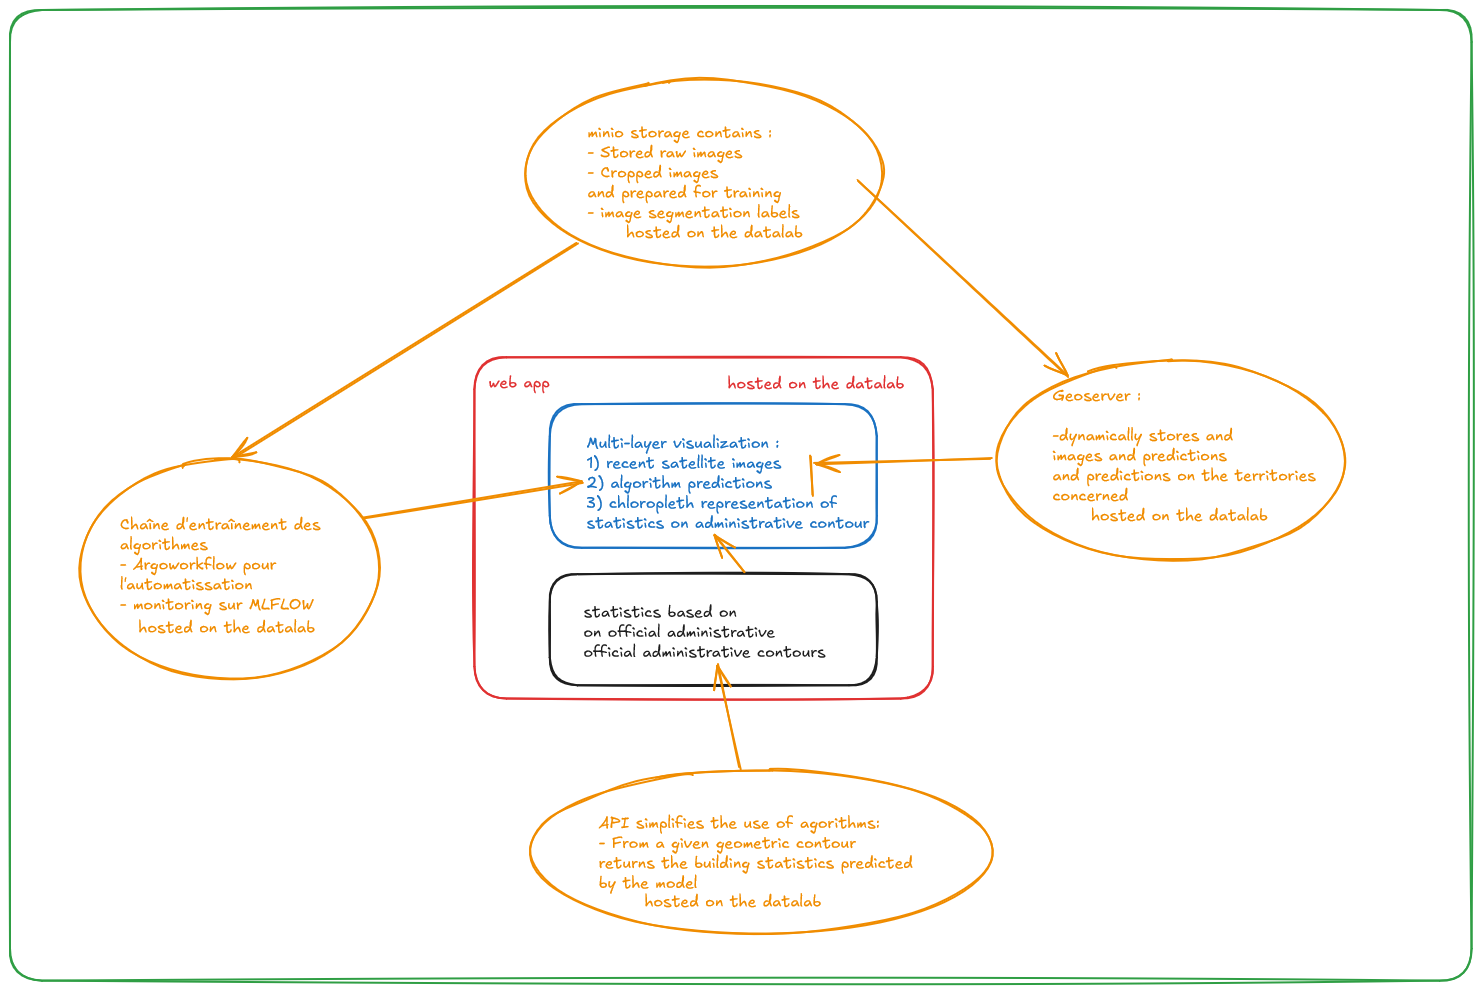 minio storage contains :
- Stored raw images
- Cropped images
and prepared for training
- image segmentation labels
hosted on the datalab
web app
hosted on the datalab
Multi-layer visualization :
1) recent satellite images
2) algorithm predictions
3) chloropleth representation of
statistics on administrative contour
Geoserver :
-dynamically stores and
images and predictions
and predictions on the territories
concerned
hosted on the datalab
Chaîne d'entraînement des
algorithmes
- Argoworkflow pour
l'automatissation
- monitoring sur MLFLOW
hosted on the datalab
statistics based on
on official administrative
official administrative contours
API simplifies the use of agorithms:
- From a given geometric contour
returns the building statistics predicted
by the model
hosted on the datalab